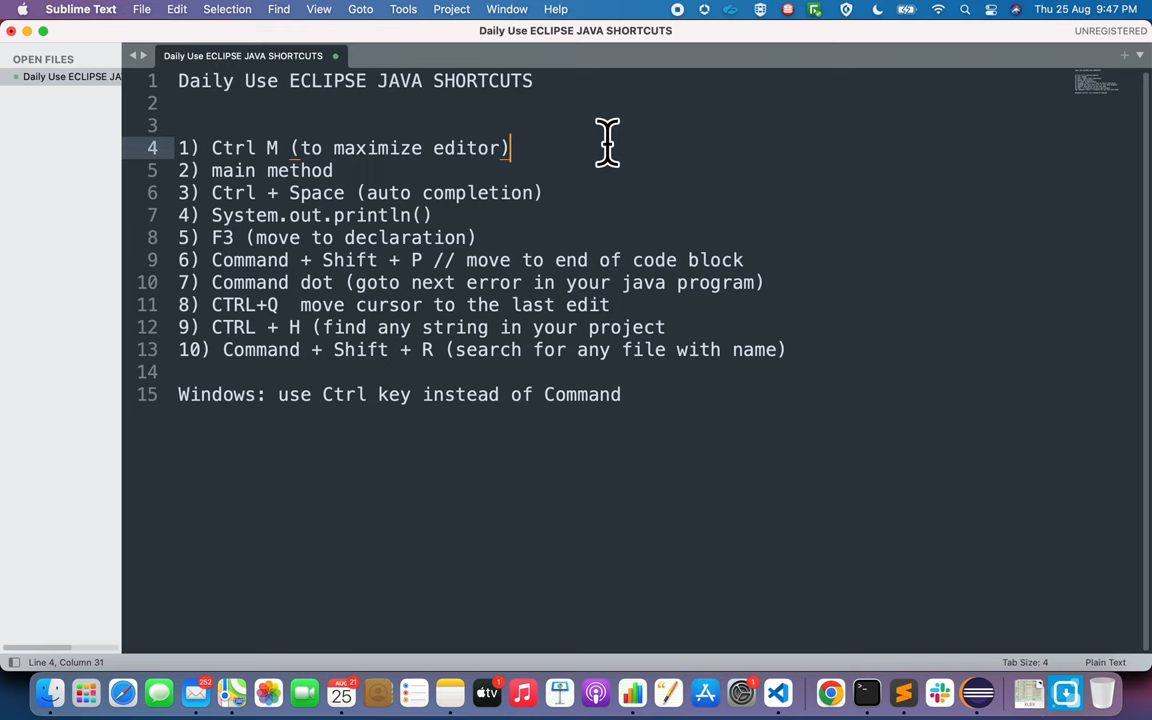 Sublime Text File Edit Selection Find View Goto Tools Project Window Help Thu 25 Aug 9:47 PM
Daily Use ECLIPSE JAVA SHORTCUTS UNREGISTERED
OPEN FILES
Daily Use ECLIPSE JA
Daily Use ECLIPSE JAVA SHORTCUTS
1 Daily Use ECLIPSE JAVA SHORTCUTS
2
3
4 1) Ctrl M (to maximize editor)
5 2) main method
6 3) Ctrl + Space (auto completion)
7 4) System.out.println()
8 5) F3 (move to declaration)
9 6) Command + Shift + P // move to end of code block
10 7) Command dot (goto next error in your java program)
11 8) CTRL+Q  move cursor to the last edit
12 9) CTRL + H (find any string in your project
13 10) Command + Shift + R (search for any file with name)
14
15 Windows: use Ctrl key instead of Command
Line 4, Column 31 Tab Size: 4 Plain Text
252 AUG 21 25 tv 1 1